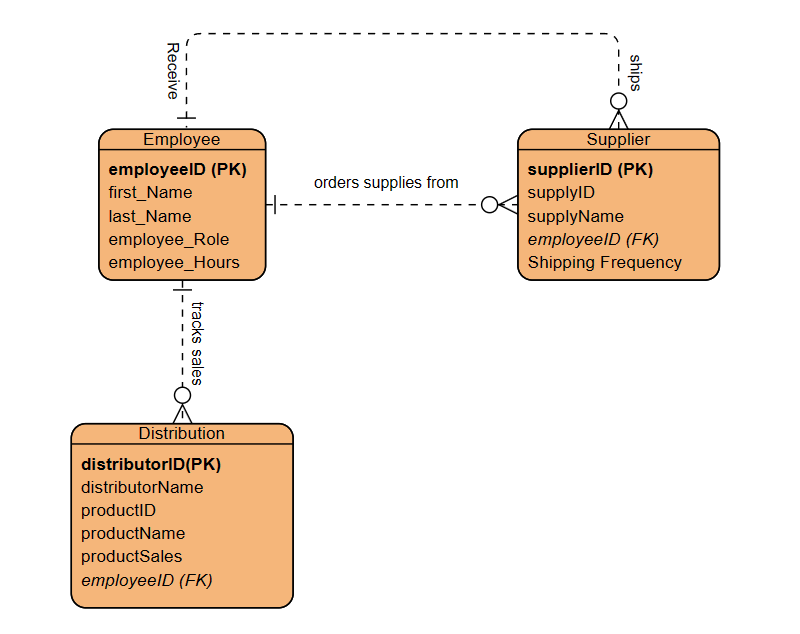 Receive
ships
Employee
employeeID (PK)
first_Name
last_Name
employee_Role
employee_Hours
orders supplies from
Supplier
supplierID (PK)
supplyID
supplyName
employeeID (FK)
Shipping Frequency
tracks sales
Distribution
distributorID(PK)
distributorName
productID
productName
productSales
employeeID (FK)